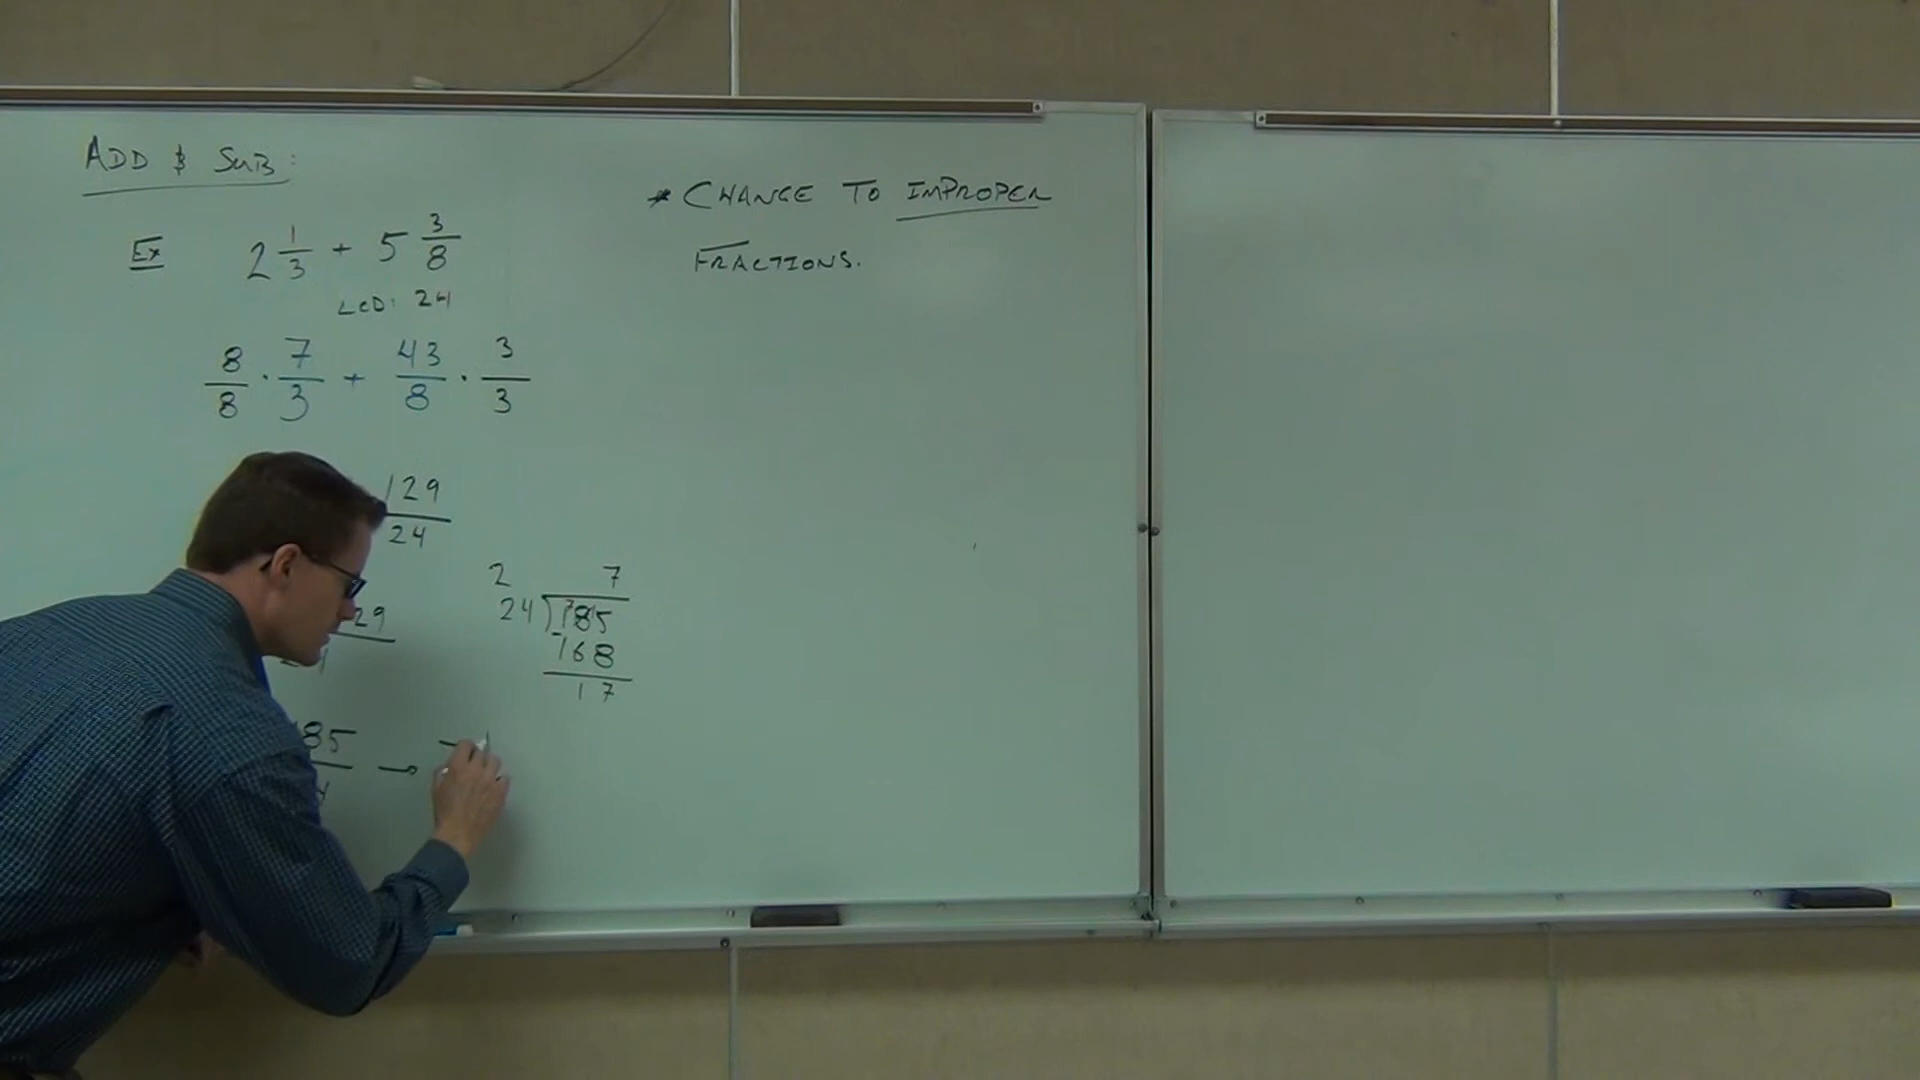 ADD & SUB:
* CHANGE TO IMPROPER
FRACTIONS.
Ex 2 1/3 + 5 3/8
LCD: 24
8/8 · 7/3 + 43/8 · 3/3
129/24
2 7
24 ) 185
29
- 168
17
85